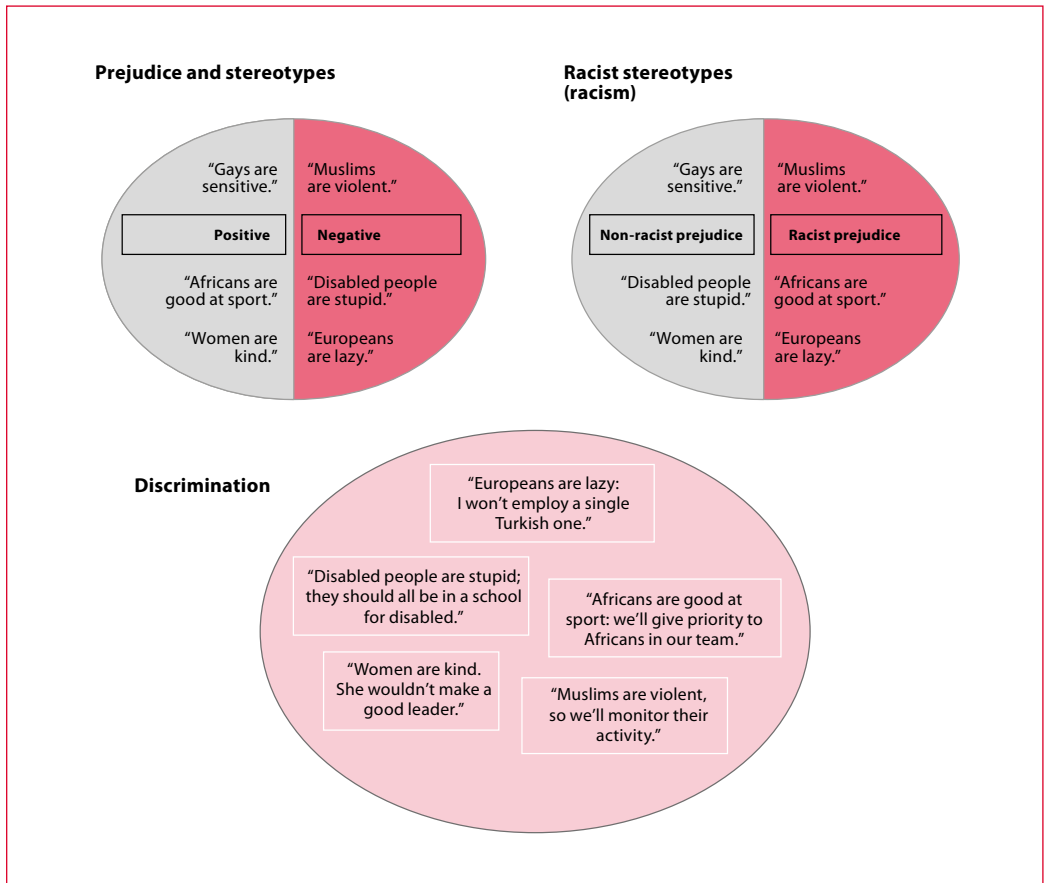 Prejudice and stereotypes
“Gays are
sensitive.”
“Muslims
are violent.”
Positive
Negative
“Africans are
good at sport.”
“Disabled people
are stupid.”
“Women are
kind.”
“Europeans
are lazy.”
Racist stereotypes
(racism)
“Gays are
sensitive.”
“Muslims
are violent.”
Non-racist prejudice
Racist prejudice
“Disabled people
are stupid.”
“Africans are
good at sport.”
“Women are
kind.”
“Europeans
are lazy.”
Discrimination
“Europeans are lazy:
I won’t employ a single
Turkish one.”
“Disabled people are stupid;
they should all be in a school
for disabled.”
“Africans are good at
sport: we’ll give priority to
Africans in our team.”
“Women are kind.
She wouldn’t make a
good leader.”
“Muslims are violent,
so we’ll monitor their
activity.”